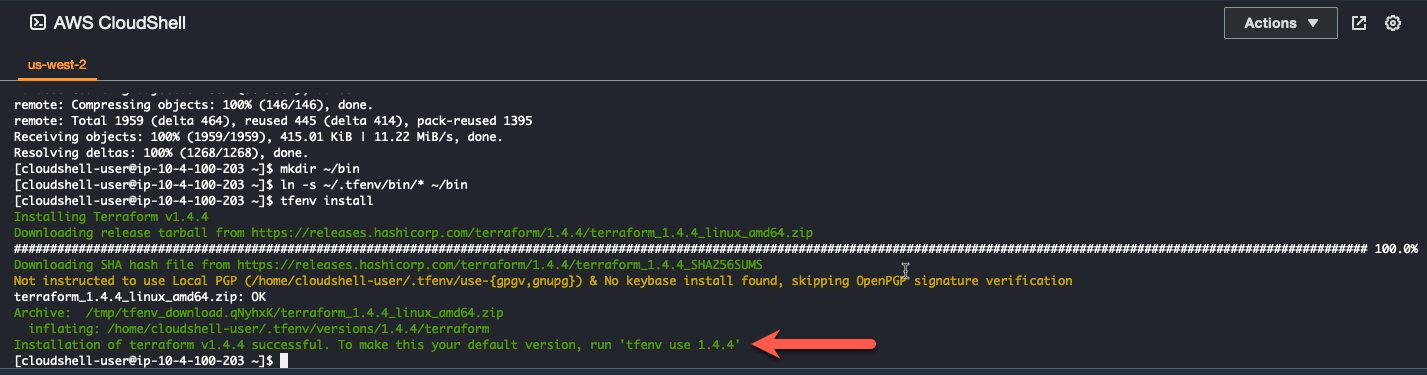 AWS CloudShell
Actions
us-west-2
remote: Compressing objects: 100% (146/146), done.
remote: Total 1959 (delta 464), reused 445 (delta 414), pack-reused 1395
Receiving objects: 100% (1959/1959), 415.01 KiB | 11.22 MiB/s, done.
Resolving deltas: 100% (1268/1268), done.
[cloudshell-user@ip-10-4-100-203 ~]$ mkdir ~/bin
[cloudshell-user@ip-10-4-100-203 ~]$ ln -s ~/.tfenv/bin/* ~/bin
[cloudshell-user@ip-10-4-100-203 ~]$ tfenv install
Installing Terraform v1.4.4
Downloading release tarball from https://releases.hashicorp.com/terraform/1.4.4/terraform_1.4.4_linux_amd64.zip
############################################################################################################################################################################################ 100.0%
Downloading SHA hash file from https://releases.hashicorp.com/terraform/1.4.4/terraform_1.4.4_SHA256SUMS
Not instructed to use Local PGP (/home/cloudshell-user/.tfenv/use-{gpgv,gnupg}) & No keybase install found, skipping OpenPGP signature verification
terraform_1.4.4_linux_amd64.zip: OK
Archive:  /tmp/tfenv_download.qNyhxK/terraform_1.4.4_linux_amd64.zip
  inflating: /home/cloudshell-user/.tfenv/versions/1.4.4/terraform
Installation of terraform v1.4.4 successful. To make this your default version, run 'tfenv use 1.4.4'
[cloudshell-user@ip-10-4-100-203 ~]$